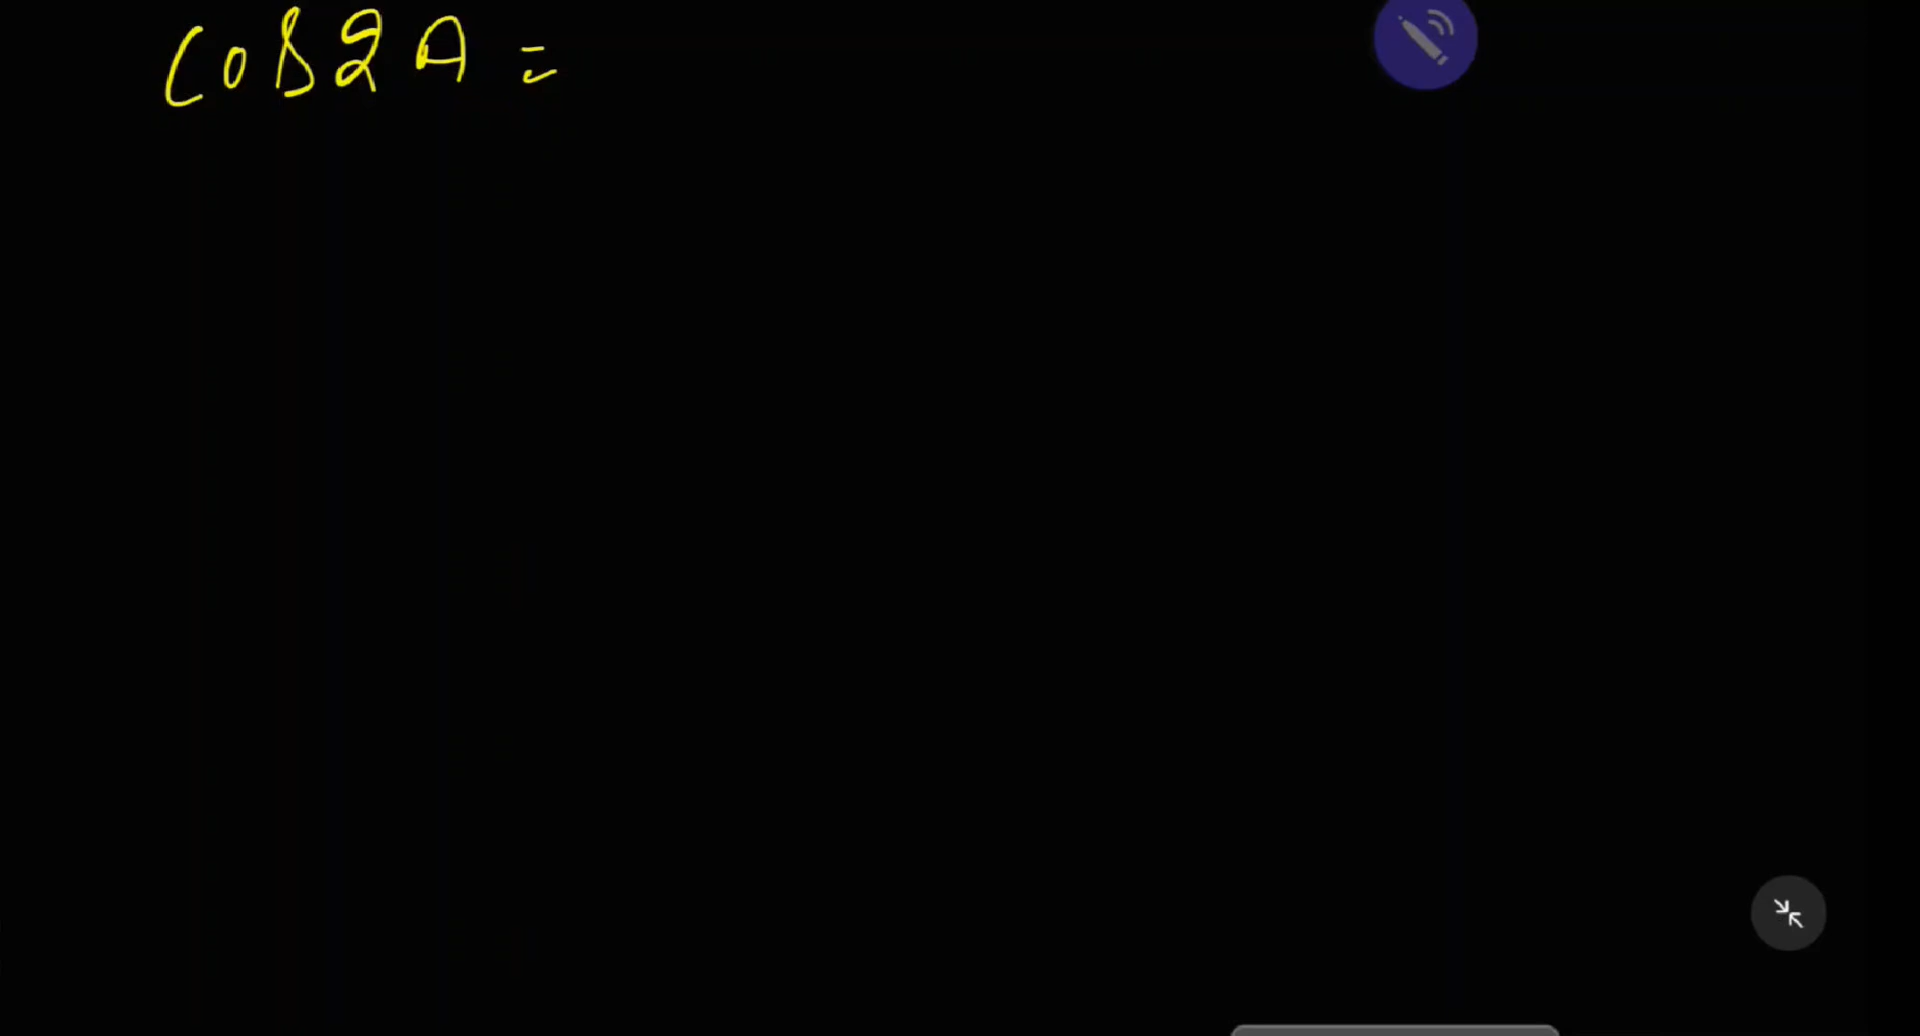 Cos2A =